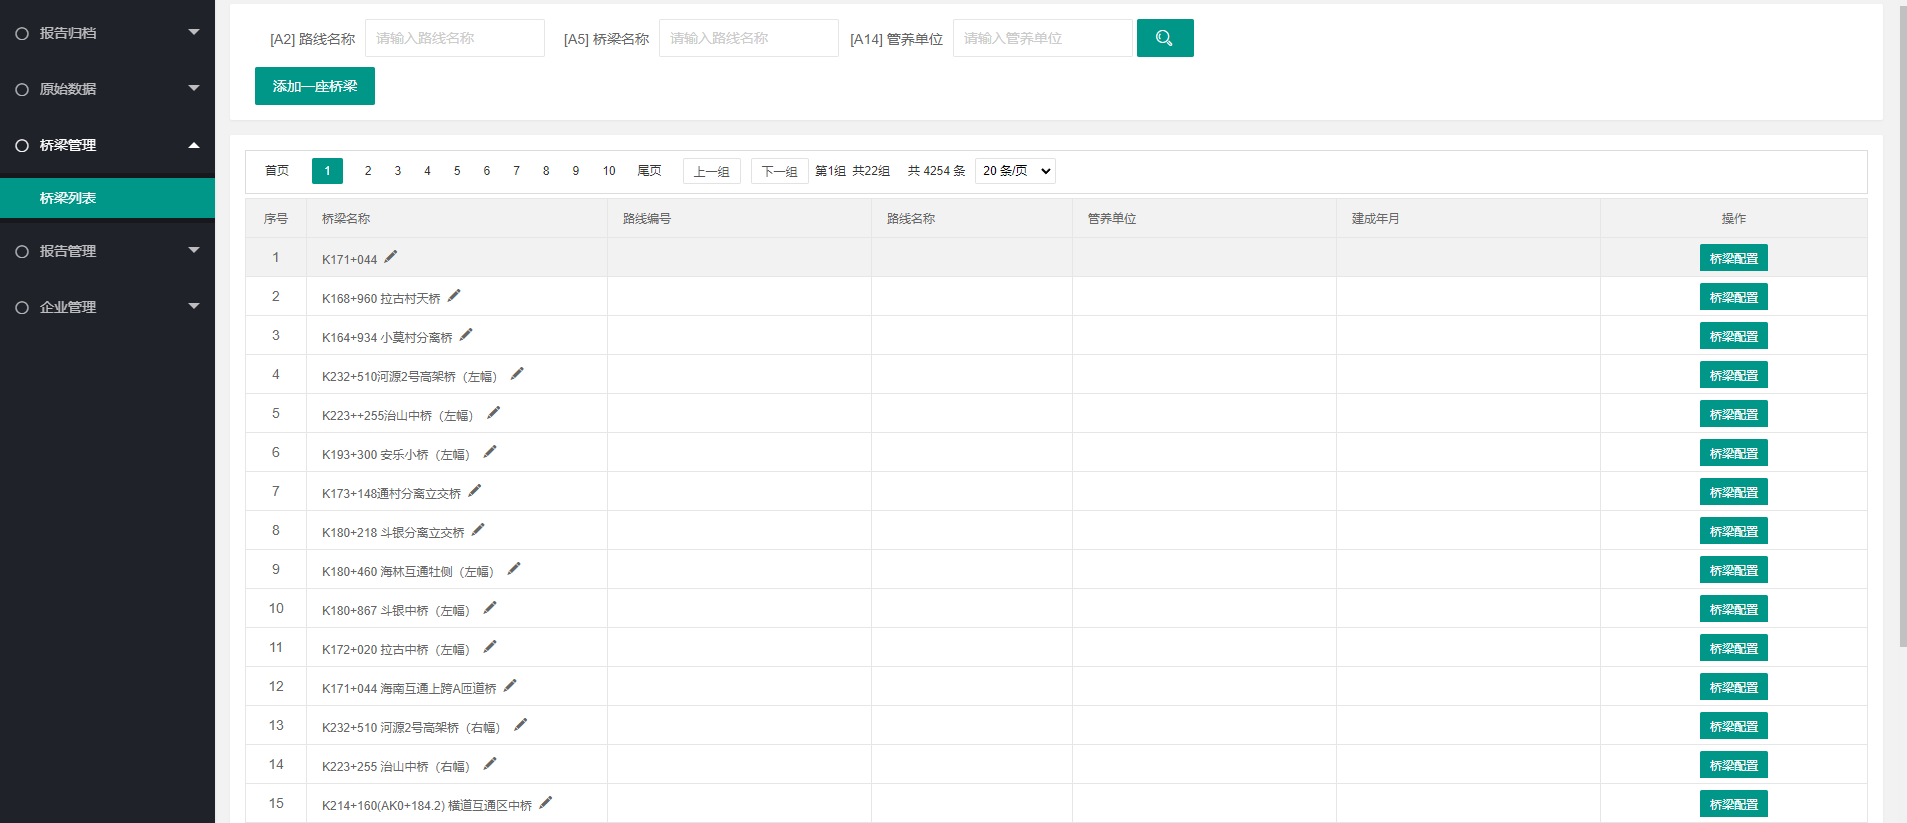 报告归档
原始数据
桥梁管理
桥梁列表
报告管理
企业管理
[A2] 路线名称 请输入路线名称 [A5] 桥梁名称 请输入路线名称 [A14] 管养单位 请输入管养单位
添加一座桥梁
首页 1 2 3 4 5 6 7 8 9 10 尾页 上一组 下一组 第1组 共22组 共 4254 条 20 条/页
序号 桥梁名称 路线编号 路线名称 管养单位 建成年月 操作
1 K171+044 桥梁配置
2 K168+960 拉古村天桥 桥梁配置
3 K164+934 小莫村分离桥 桥梁配置
4 K232+510河源2号高架桥（左幅） 桥梁配置
5 K223++255治山中桥（左幅） 桥梁配置
6 K193+300 安乐小桥（左幅） 桥梁配置
7 K173+148通村分离立交桥 桥梁配置
8 K180+218 斗银分离立交桥 桥梁配置
9 K180+460 海林互通牡侧（左幅） 桥梁配置
10 K180+867 斗银中桥（左幅） 桥梁配置
11 K172+020 拉古中桥（左幅） 桥梁配置
12 K171+044 海南互通上跨A匝道桥 桥梁配置
13 K232+510 河源2号高架桥（右幅） 桥梁配置
14 K223+255 治山中桥（右幅） 桥梁配置
15 K214+160(AK0+184.2) 横道互通区中桥 桥梁配置